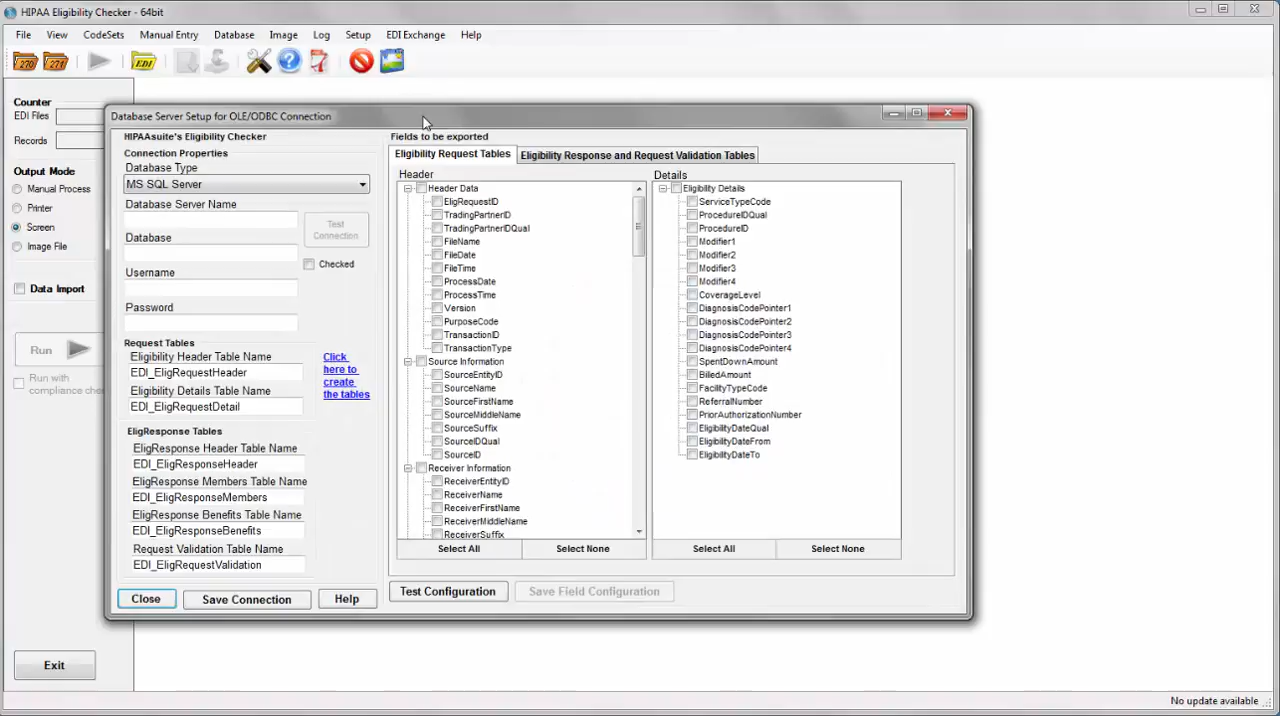 HIPAA Eligibility Checker - 64bit
File View CodeSets Manual Entry Database Image Log Setup EDI Exchange Help
270 271 EDI
Counter
EDI Files
Records
Output Mode
Manual Process
Printer
Screen
Image File
Data Import
Run
Run with
compliance che
Exit
Database Server Setup for OLE/ODBC Connection
HIPAAsuite's Eligibility Checker
Connection Properties
Database Type
MS SQL Server
Database Server Name
Test
Connection
Database
Checked
Username
Password
Request Tables
Eligibility Header Table Name
EDI_EligRequestHeader
Eligibility Details Table Name
EDI_EligRequestDetail
Click
here to
create
the tables
EligResponse Tables
EligResponse Header Table Name
EDI_EligResponseHeader
EligResponse Members Table Name
EDI_EligResponseMembers
EligResponse Benefits Table Name
EDI_EligResponseBenefits
Request Validation Table Name
EDI_EligRequestValidation
Close Save Connection Help
Fields to be exported
Eligibility Request Tables Eligibility Response and Request Validation Tables
Header
Header Data
EligRequestID
TradingPartnerID
TradingPartnerIDQual
FileName
FileDate
FileTime
ProcessDate
ProcessTime
Version
PurposeCode
TransactionID
TransactionType
Source Information
SourceEntityID
SourceName
SourceFirstName
SourceMiddleName
SourceSuffix
SourceIDQual
SourceID
Receiver Information
ReceiverEntityID
ReceiverName
ReceiverFirstName
ReceiverMiddleName
ReceiverSuffix
Select All Select None
Details
Eligibility Details
ServiceTypeCode
ProcedureIDQual
ProcedureID
Modifier1
Modifier2
Modifier3
Modifier4
CoverageLevel
DiagnosisCodePointer1
DiagnosisCodePointer2
DiagnosisCodePointer3
DiagnosisCodePointer4
SpentDownAmount
BilledAmount
FacilityTypeCode
ReferralNumber
PriorAuthorizationNumber
EligibilityDateQual
EligibilityDateFrom
EligibilityDateTo
Select All Select None
Test Configuration Save Field Configuration
No update available